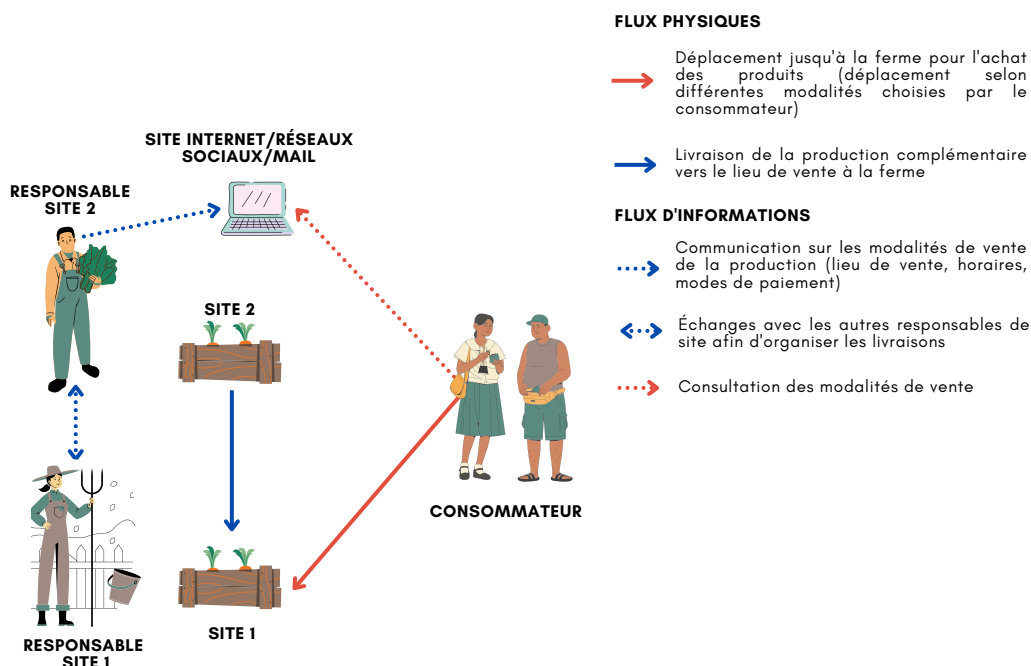 SITE INTERNET/RÉSEAUX
SOCIAUX/MAIL
RESPONSABLE
SITE 2
SITE 2
CONSOMMATEUR
SITE 1
RESPONSABLE
SITE 1
FLUX PHYSIQUES
Déplacement jusqu'à la ferme pour l'achat
des produits (déplacement selon
différentes modalités choisies par le
consommateur)
Livraison de la production complémentaire
vers le lieu de vente à la ferme
FLUX D'INFORMATIONS
Communication sur les modalités de vente
de la production (lieu de vente, horaires,
modes de paiement)
Échanges avec les autres responsables de
site afin d'organiser les livraisons
Consultation des modalités de vente